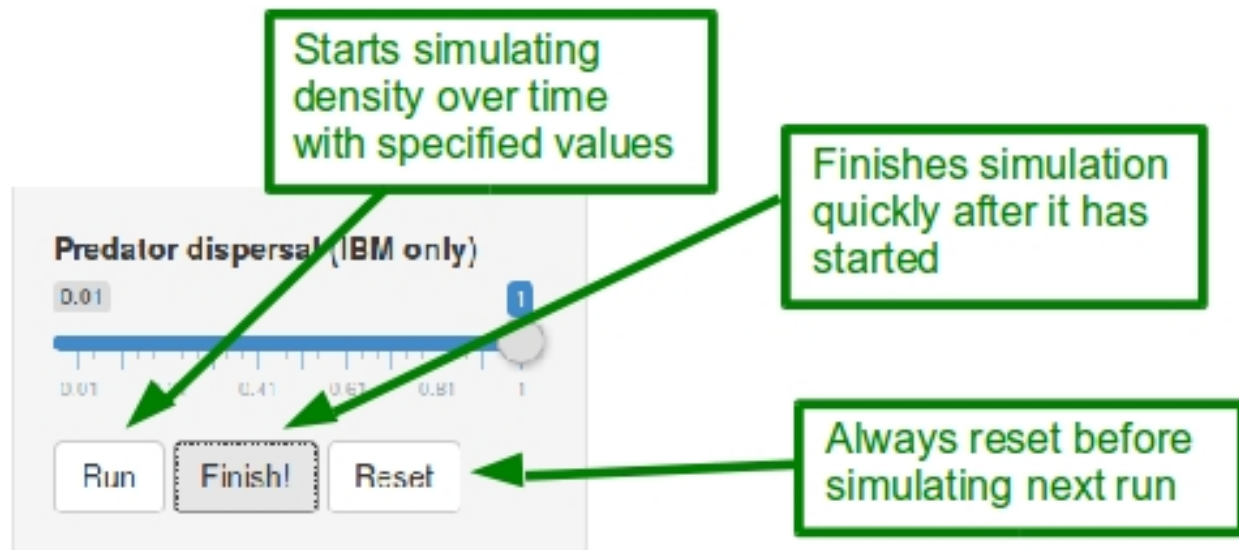 Starts simulating
density over time
with specified values
Finishes simulation
quickly after it has
started
Predator dispersal (IBM only)
0.01
1
0.01 0.41 0.61 0.81 1
Run Finish! Reset
Always reset before
simulating next run